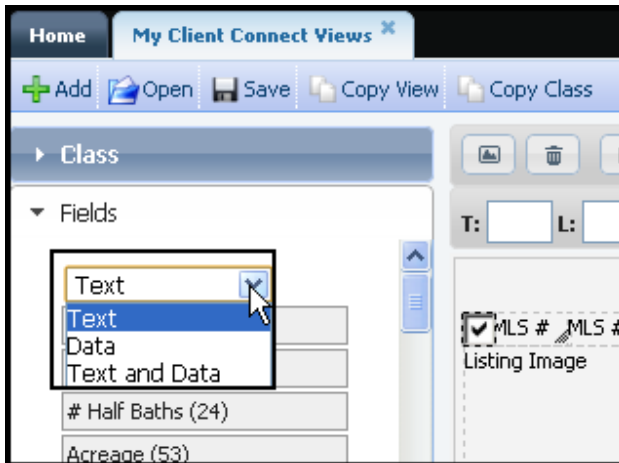 Home My Client Connect Views
Add Open Save Copy View Copy Class
Class
Fields
T: L:
Text
Text
Data
Text and Data
# Half Baths (24)
Acreage (53)
MLS # MLS #
Listing Image